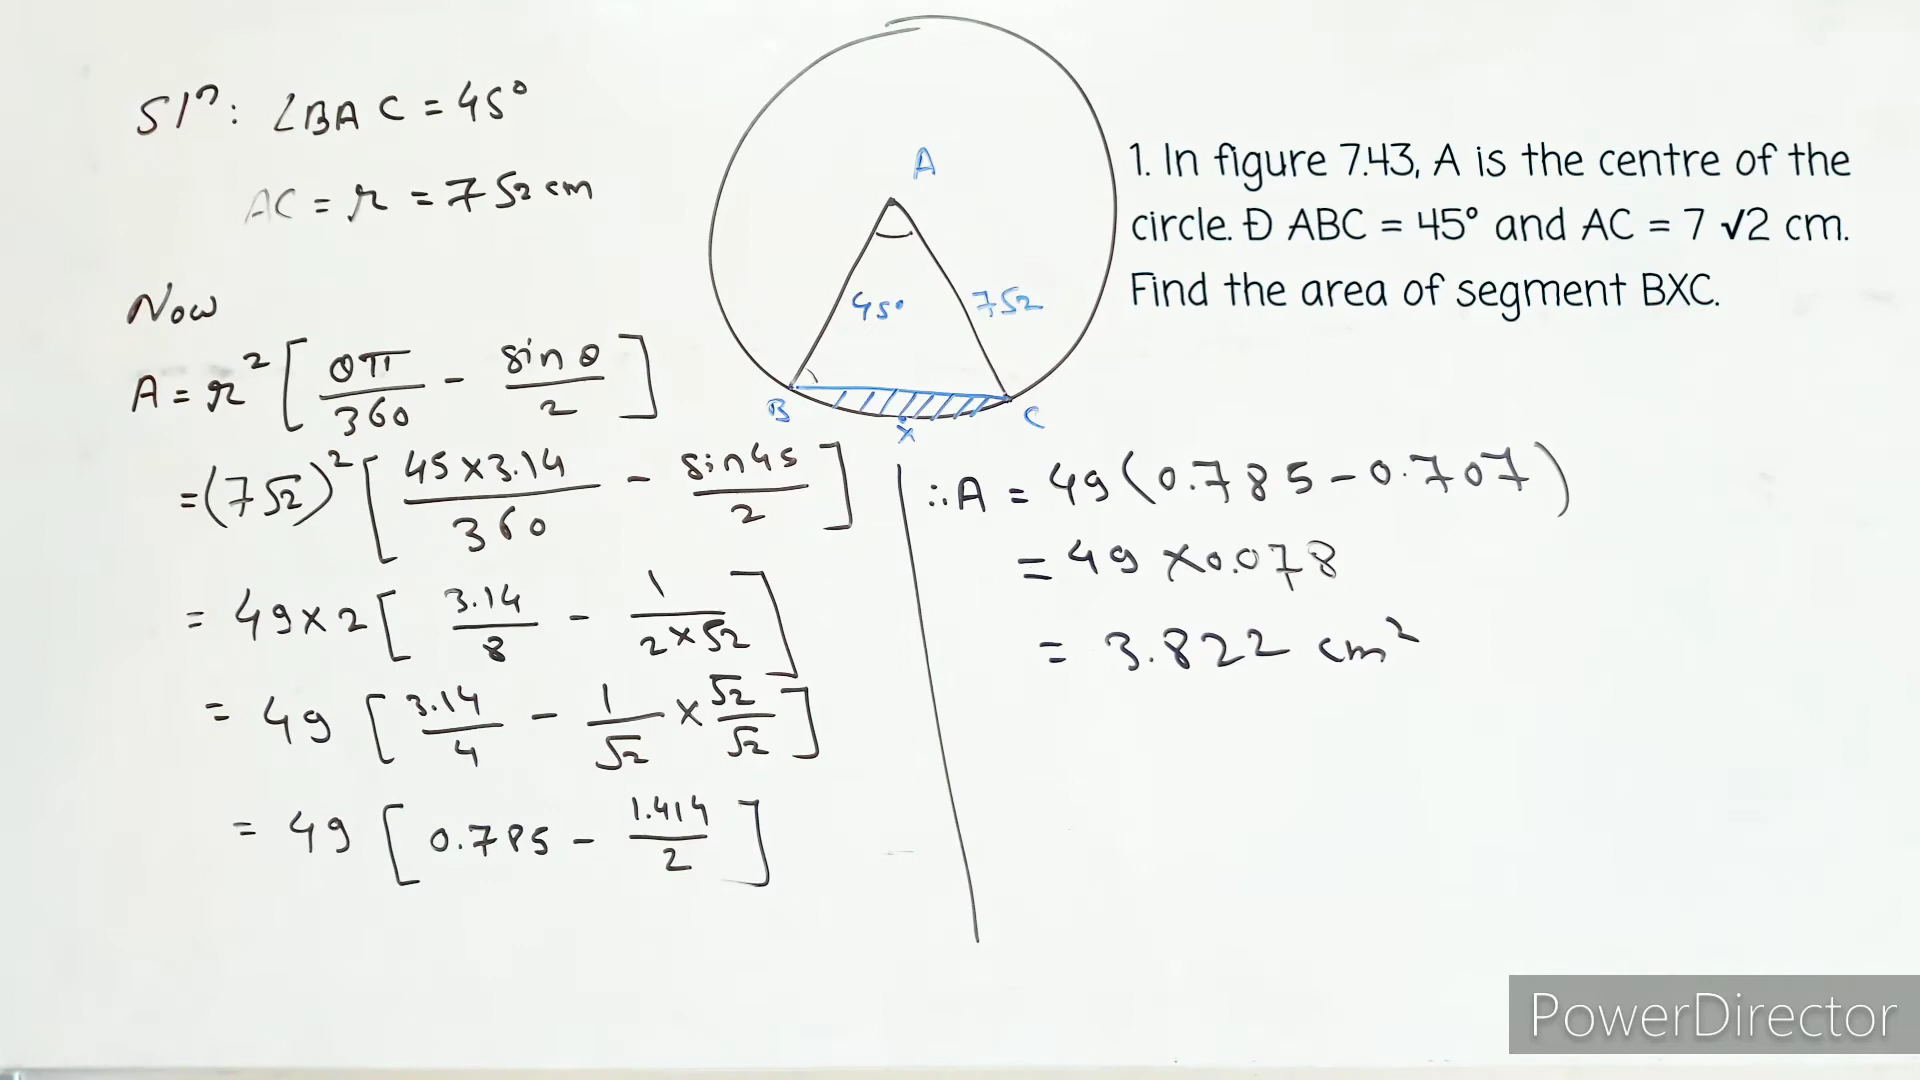 Sln: ∠BAC = 45°
AC = r = 7√2 cm
Now
A = r² [ θπ/360 - sin θ/2 ]
= (7√2)² [ 45 × 3.14/360 - sin 45/2 ]
= 49 × 2 [ 3.14/8 - 1/2×√2 ]
= 49 [ 3.14/4 - 1/√2 × √2/√2 ]
= 49 [ 0.785 - 1.414/2 ]
A
45°
7√2
B
X
C
1. In figure 7.43, A is the centre of the
circle. Ð ABC = 45° and AC = 7 √2 cm.
Find the area of segment BXC.
∴ A = 49 (0.785 - 0.707)
= 49 × 0.078
= 3.822 cm²
PowerDirector